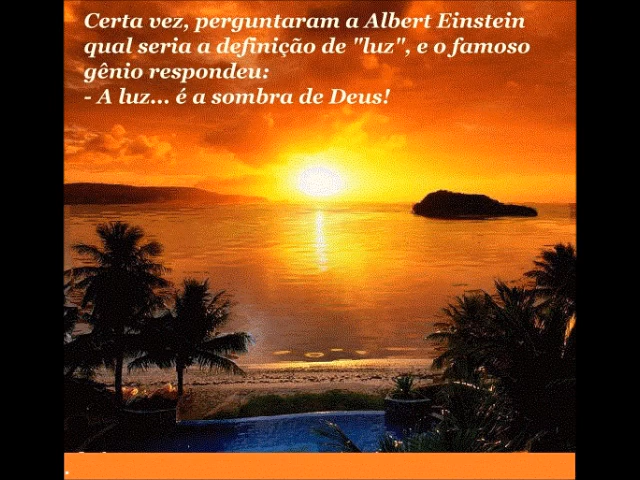 Certa vez, perguntaram a Albert Einstein
qual seria a definição de "luz", e o famoso
gênio respondeu:
- A luz... é a sombra de Deus!